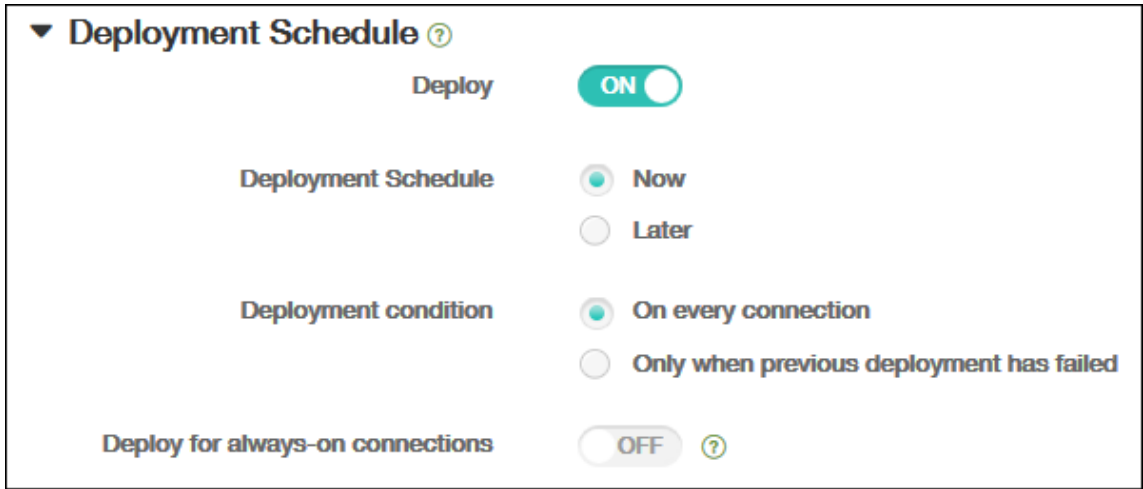 Deployment Schedule ?
Deploy ON
Deployment Schedule Now
Later
Deployment condition On every connection
Only when previous deployment has failed
Deploy for always-on connections OFF ?